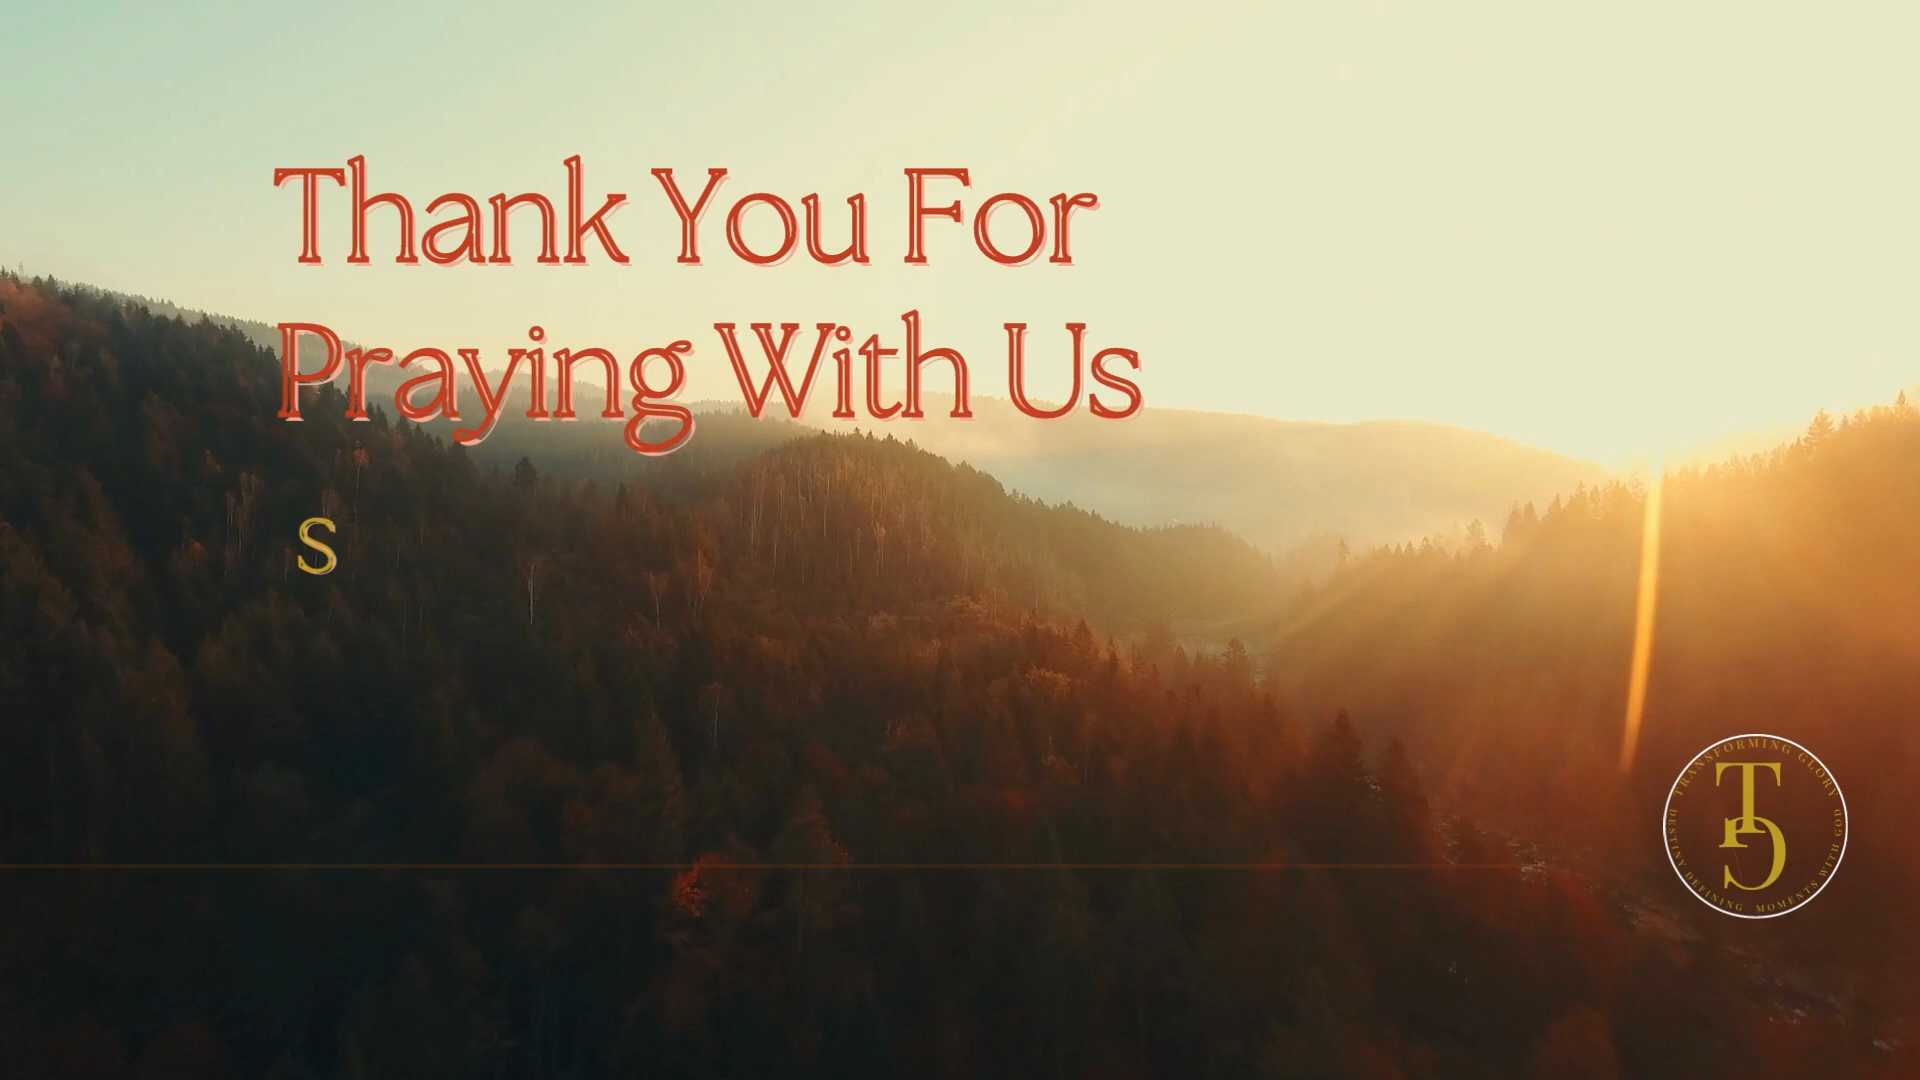 Thank You For
Praying With Us
S
TRANSFORMING GLORY
TG
DESTINY DEFINING MOMENTS WITH GOD